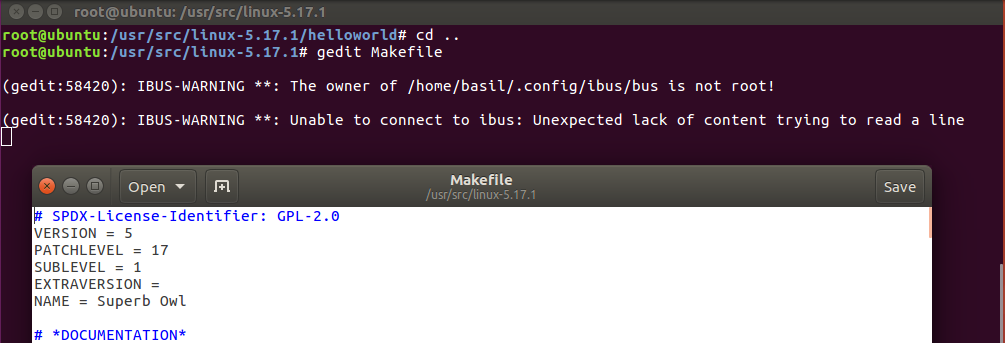 root@ubuntu: /usr/src/linux-5.17.1
root@ubuntu:/usr/src/linux-5.17.1/helloworld# cd ..
root@ubuntu:/usr/src/linux-5.17.1# gedit Makefile
(gedit:58420): IBUS-WARNING **: The owner of /home/basil/.config/ibus/bus is not root!
(gedit:58420): IBUS-WARNING **: Unable to connect to ibus: Unexpected lack of content trying to read a line
Open
Makefile
/usr/src/linux-5.17.1
Save
# SPDX-License-Identifier: GPL-2.0
VERSION = 5
PATCHLEVEL = 17
SUBLEVEL = 1
EXTRAVERSION =
NAME = Superb Owl
# *DOCUMENTATION*